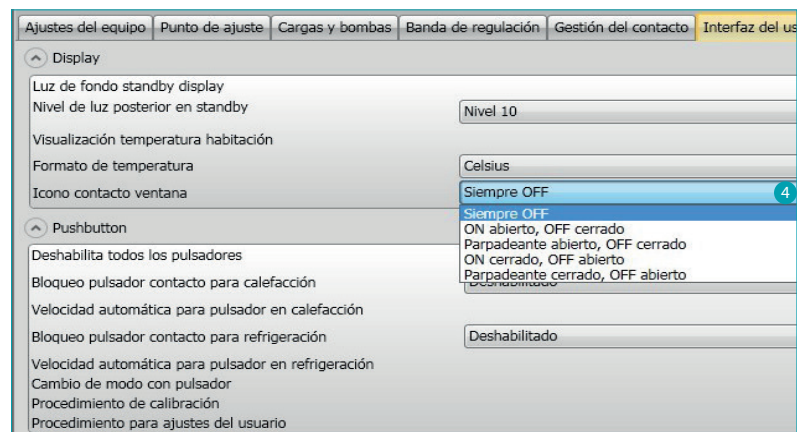 Ajustes del equipo Punto de ajuste Cargas y bombas Banda de regulación Gestión del contacto Interfaz del us
Display
Luz de fondo standby display
Nivel de luz posterior en standby Nivel 10
Visualización temperatura habitación
Formato de temperatura Celsius
Icono contacto ventana Siempre OFF 4
Siempre OFF
Pushbutton ON abierto, OFF cerrado
Parpadeante abierto, OFF cerrado
Deshabilita todos los pulsadores ON cerrado, OFF abierto
Parpadeante cerrado, OFF abierto
Bloqueo pulsador contacto para calefacción Deshabilitado
Velocidad automática para pulsador en calefacción
Bloqueo pulsador contacto para refrigeración Deshabilitado
Velocidad automática para pulsador en refrigeración
Cambio de modo con pulsador
Procedimiento de calibración
Procedimiento para ajustes del usuario